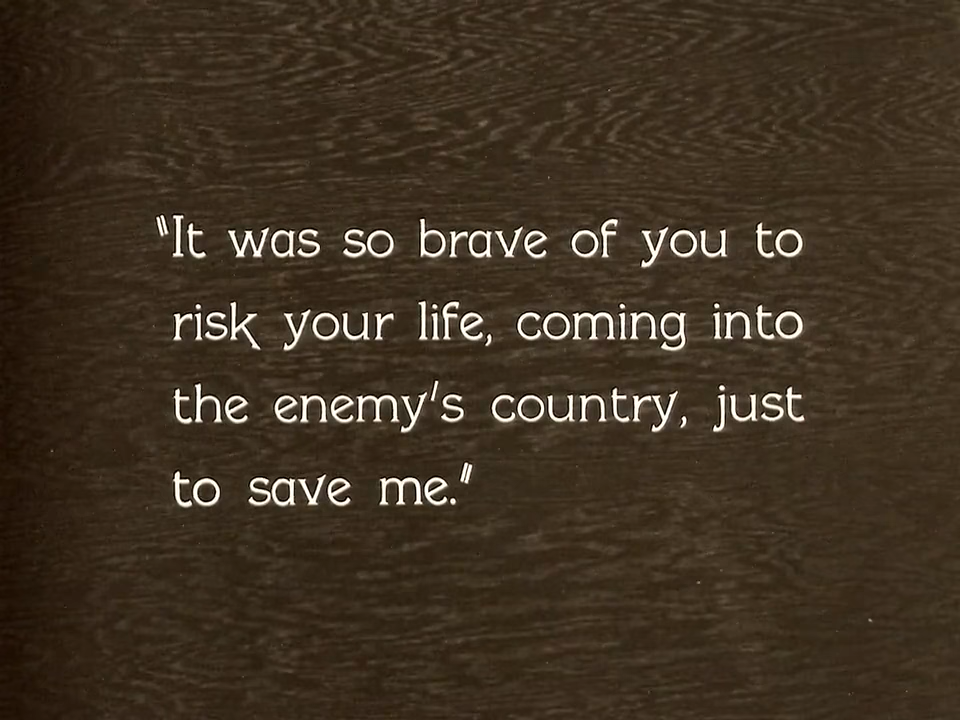 "It was so brave of you to
risk your life, coming into
the enemy's country, just
to save me."